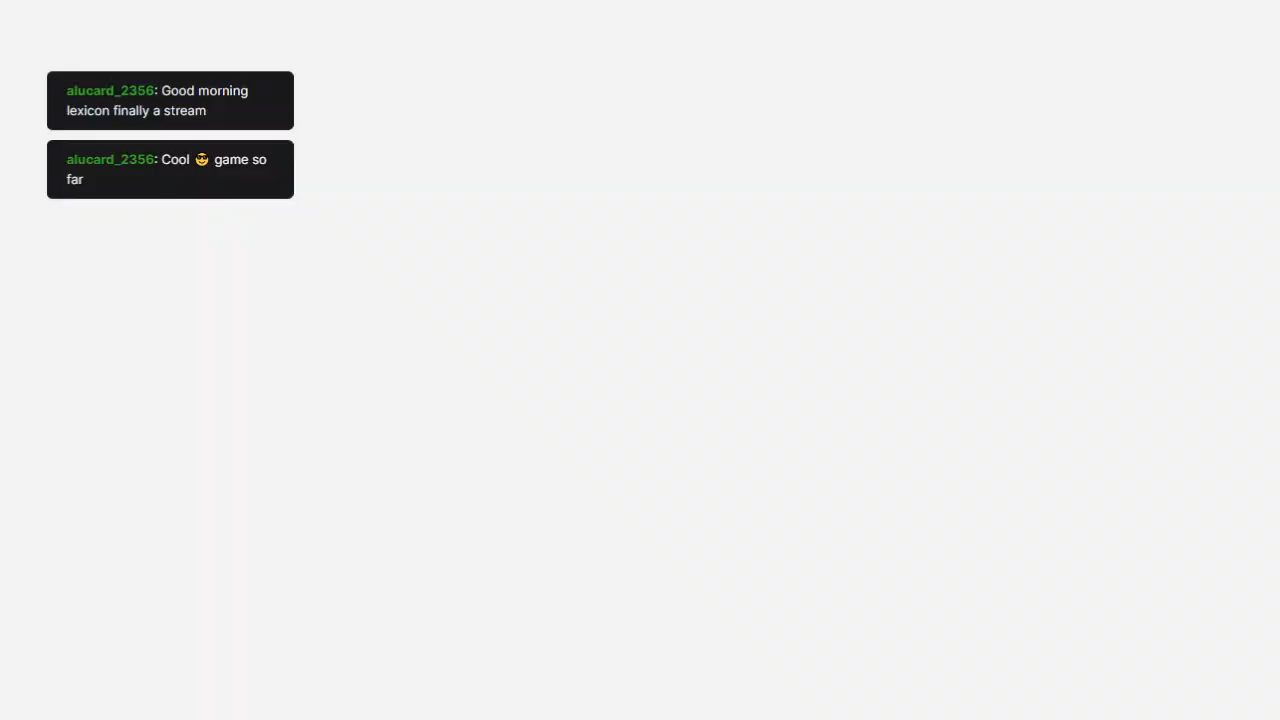 alucard_2356: Good morning
lexicon finally a stream
alucard_2356: Cool 😎 game so
far